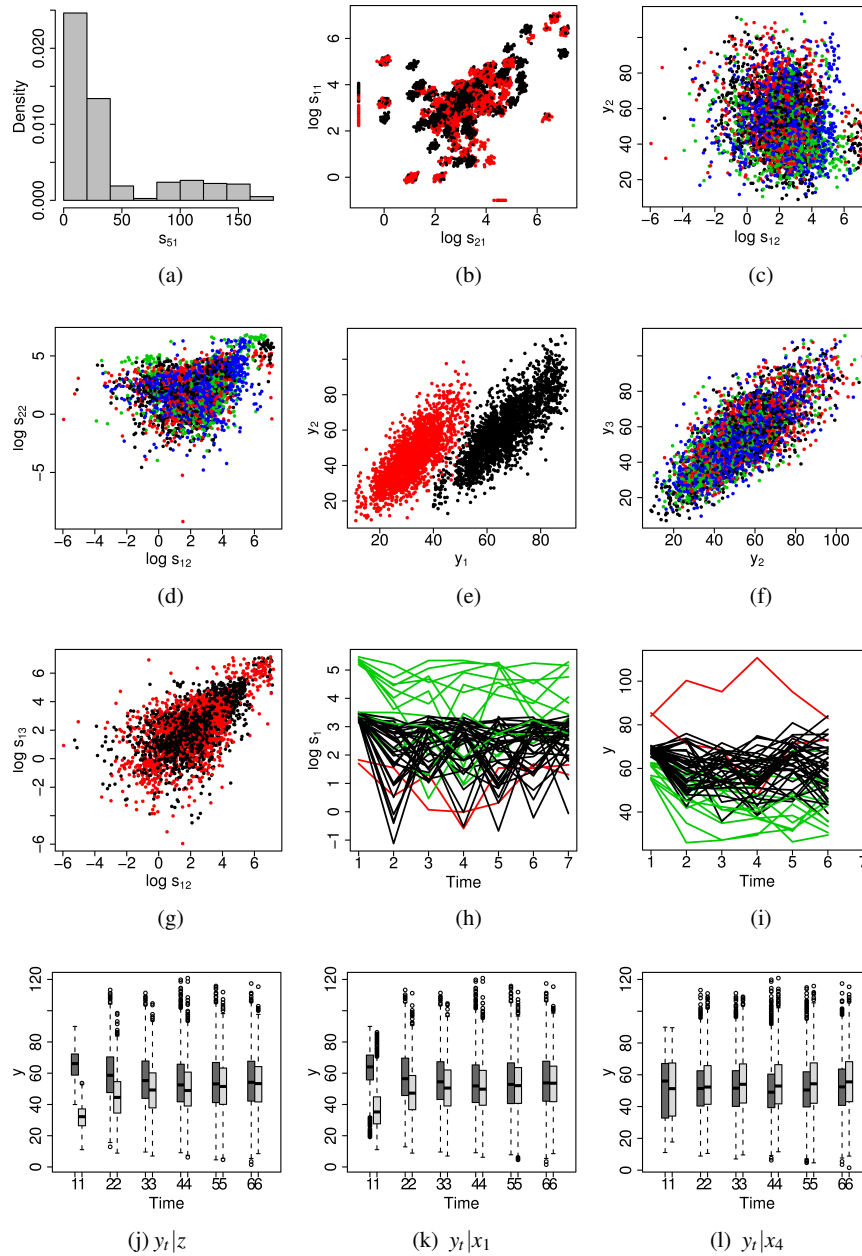 0.020
0.010
0.000
Density
0 50 100 150
s51
(a)
6
4
2
0
log s11
0 2 4 6
log s21
(b)
80
60
40
20
y2
−6 −4 −2 0 2 4 6
log s12
(c)
5
0
−5
log s22
−6 −4 −2 0 2 4 6
log s12
(d)
80
60
40
20
y2
20 40 60 80
y1
(e)
80
60
40
20
y3
20 40 60 80 100
y2
(f)
6
4
2
0
−2
−6
log s13
−6 −4 −2 0 2 4 6
log s12
(g)
5
4
3
2
1
0
−1
log s1
1 2 3 4 5 6 7
Time
(h)
100
80
60
40
y
1 2 3 4 5 6 7
Time
(i)
120
100
80
60
40
20
0
y
11 22 33 44 55 66
Time
(j) yt|z
120
100
80
60
40
20
0
y
11 22 33 44 55 66
Time
(k) yt|x1
120
100
80
60
40
20
0
y
11 22 33 44 55 66
Time
(l) yt|x4